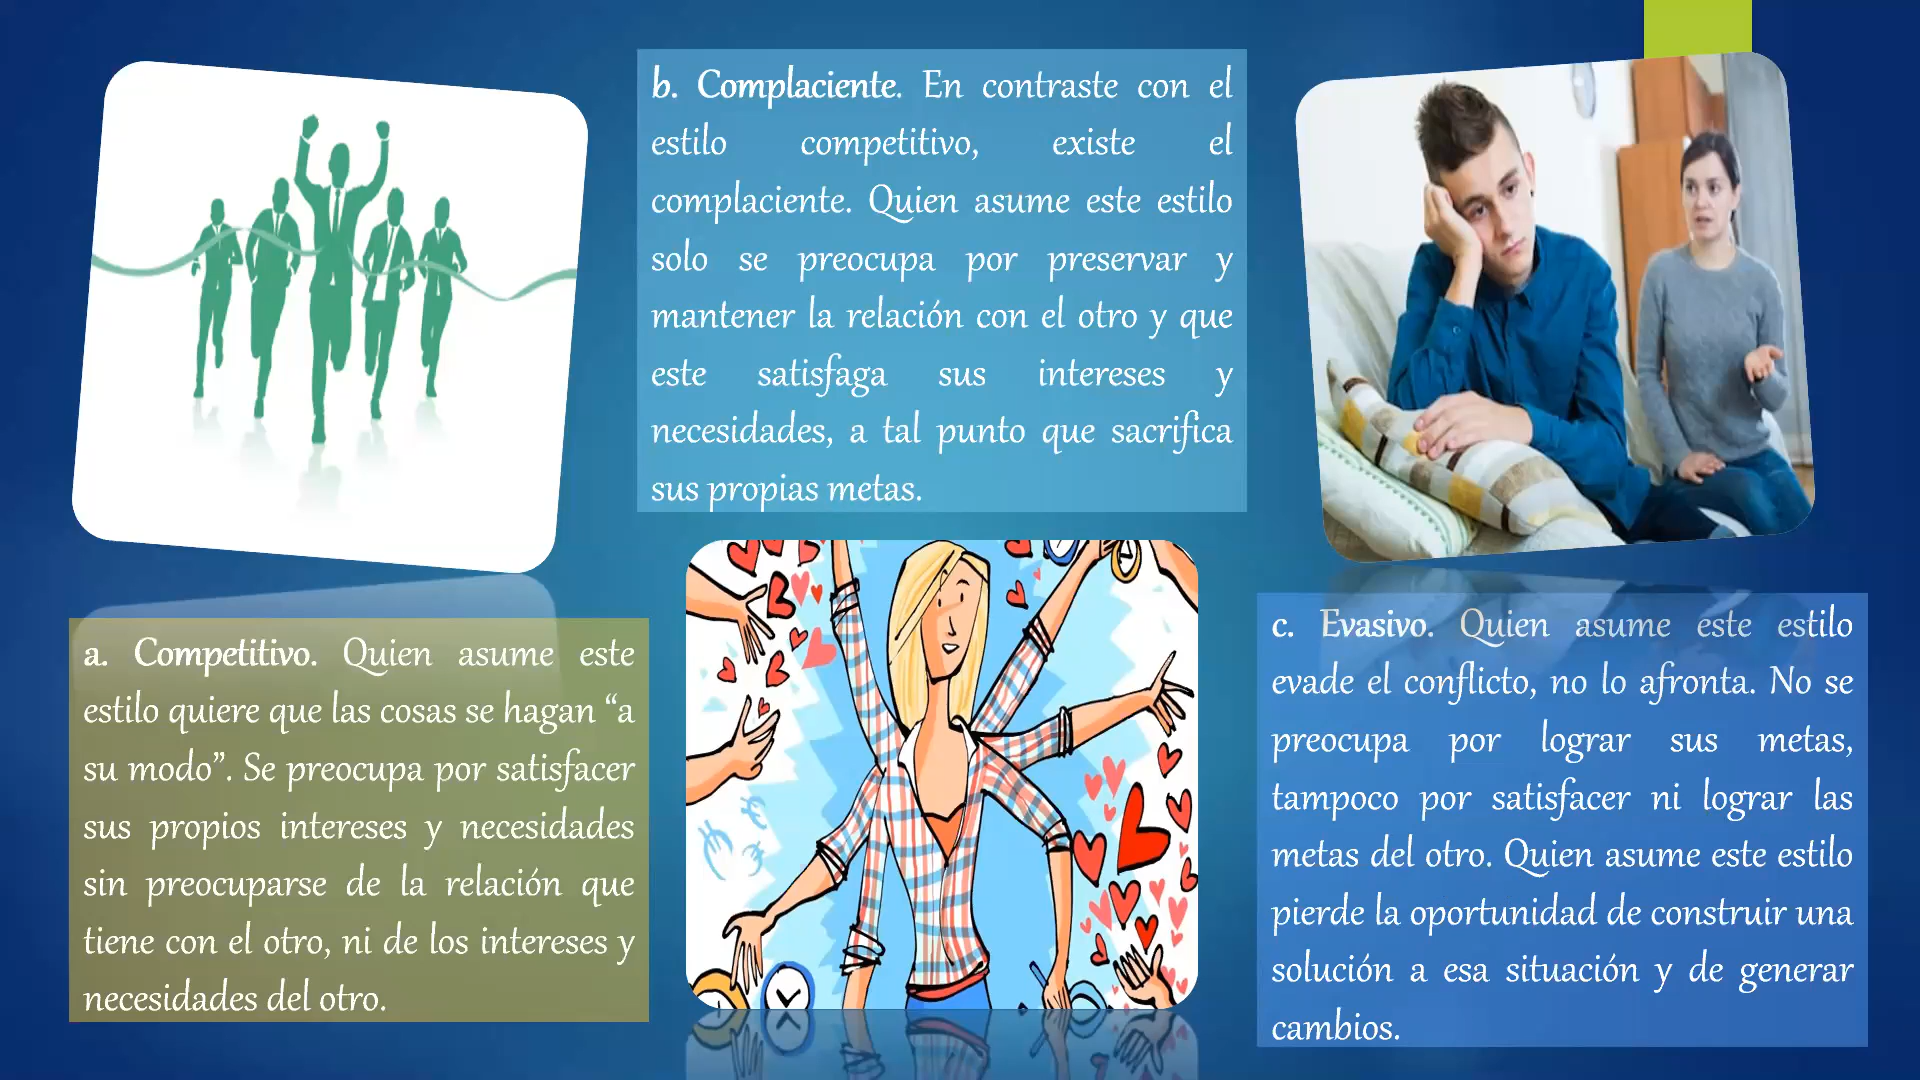 a. Competitivo. Quien asume este
estilo quiere que las cosas se hagan “a
su modo”. Se preocupa por satisfacer
sus propios intereses y necesidades
sin preocuparse de la relación que
tiene con el otro, ni de los intereses y
necesidades del otro.
b. Complaciente. En contraste con el
estilo competitivo, existe el
complaciente. Quien asume este estilo
solo se preocupa por preservar y
mantener la relación con el otro y que
este satisfaga sus intereses y
necesidades, a tal punto que sacrifica
sus propias metas.
c. Evasivo. Quien asume este estilo
evade el conflicto, no lo afronta. No se
preocupa por lograr sus metas,
tampoco por satisfacer ni lograr las
metas del otro. Quien asume este estilo
pierde la oportunidad de construir una
solución a esa situación y de generar
cambios.